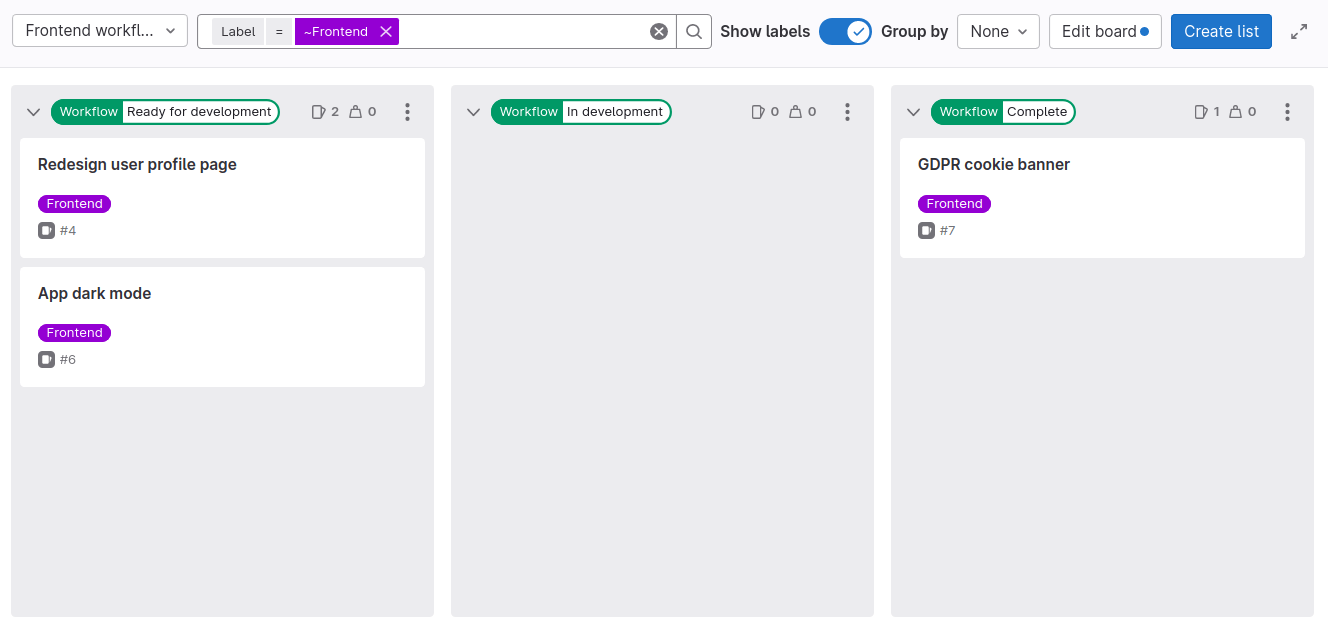 Frontend workfl... Label = ~Frontend Show labels Group by None Edit board Create list
Workflow Ready for development 2 0
Redesign user profile page
Frontend
#4
App dark mode
Frontend
#6
Workflow In development 0 0
Workflow Complete 1 0
GDPR cookie banner
Frontend
#7